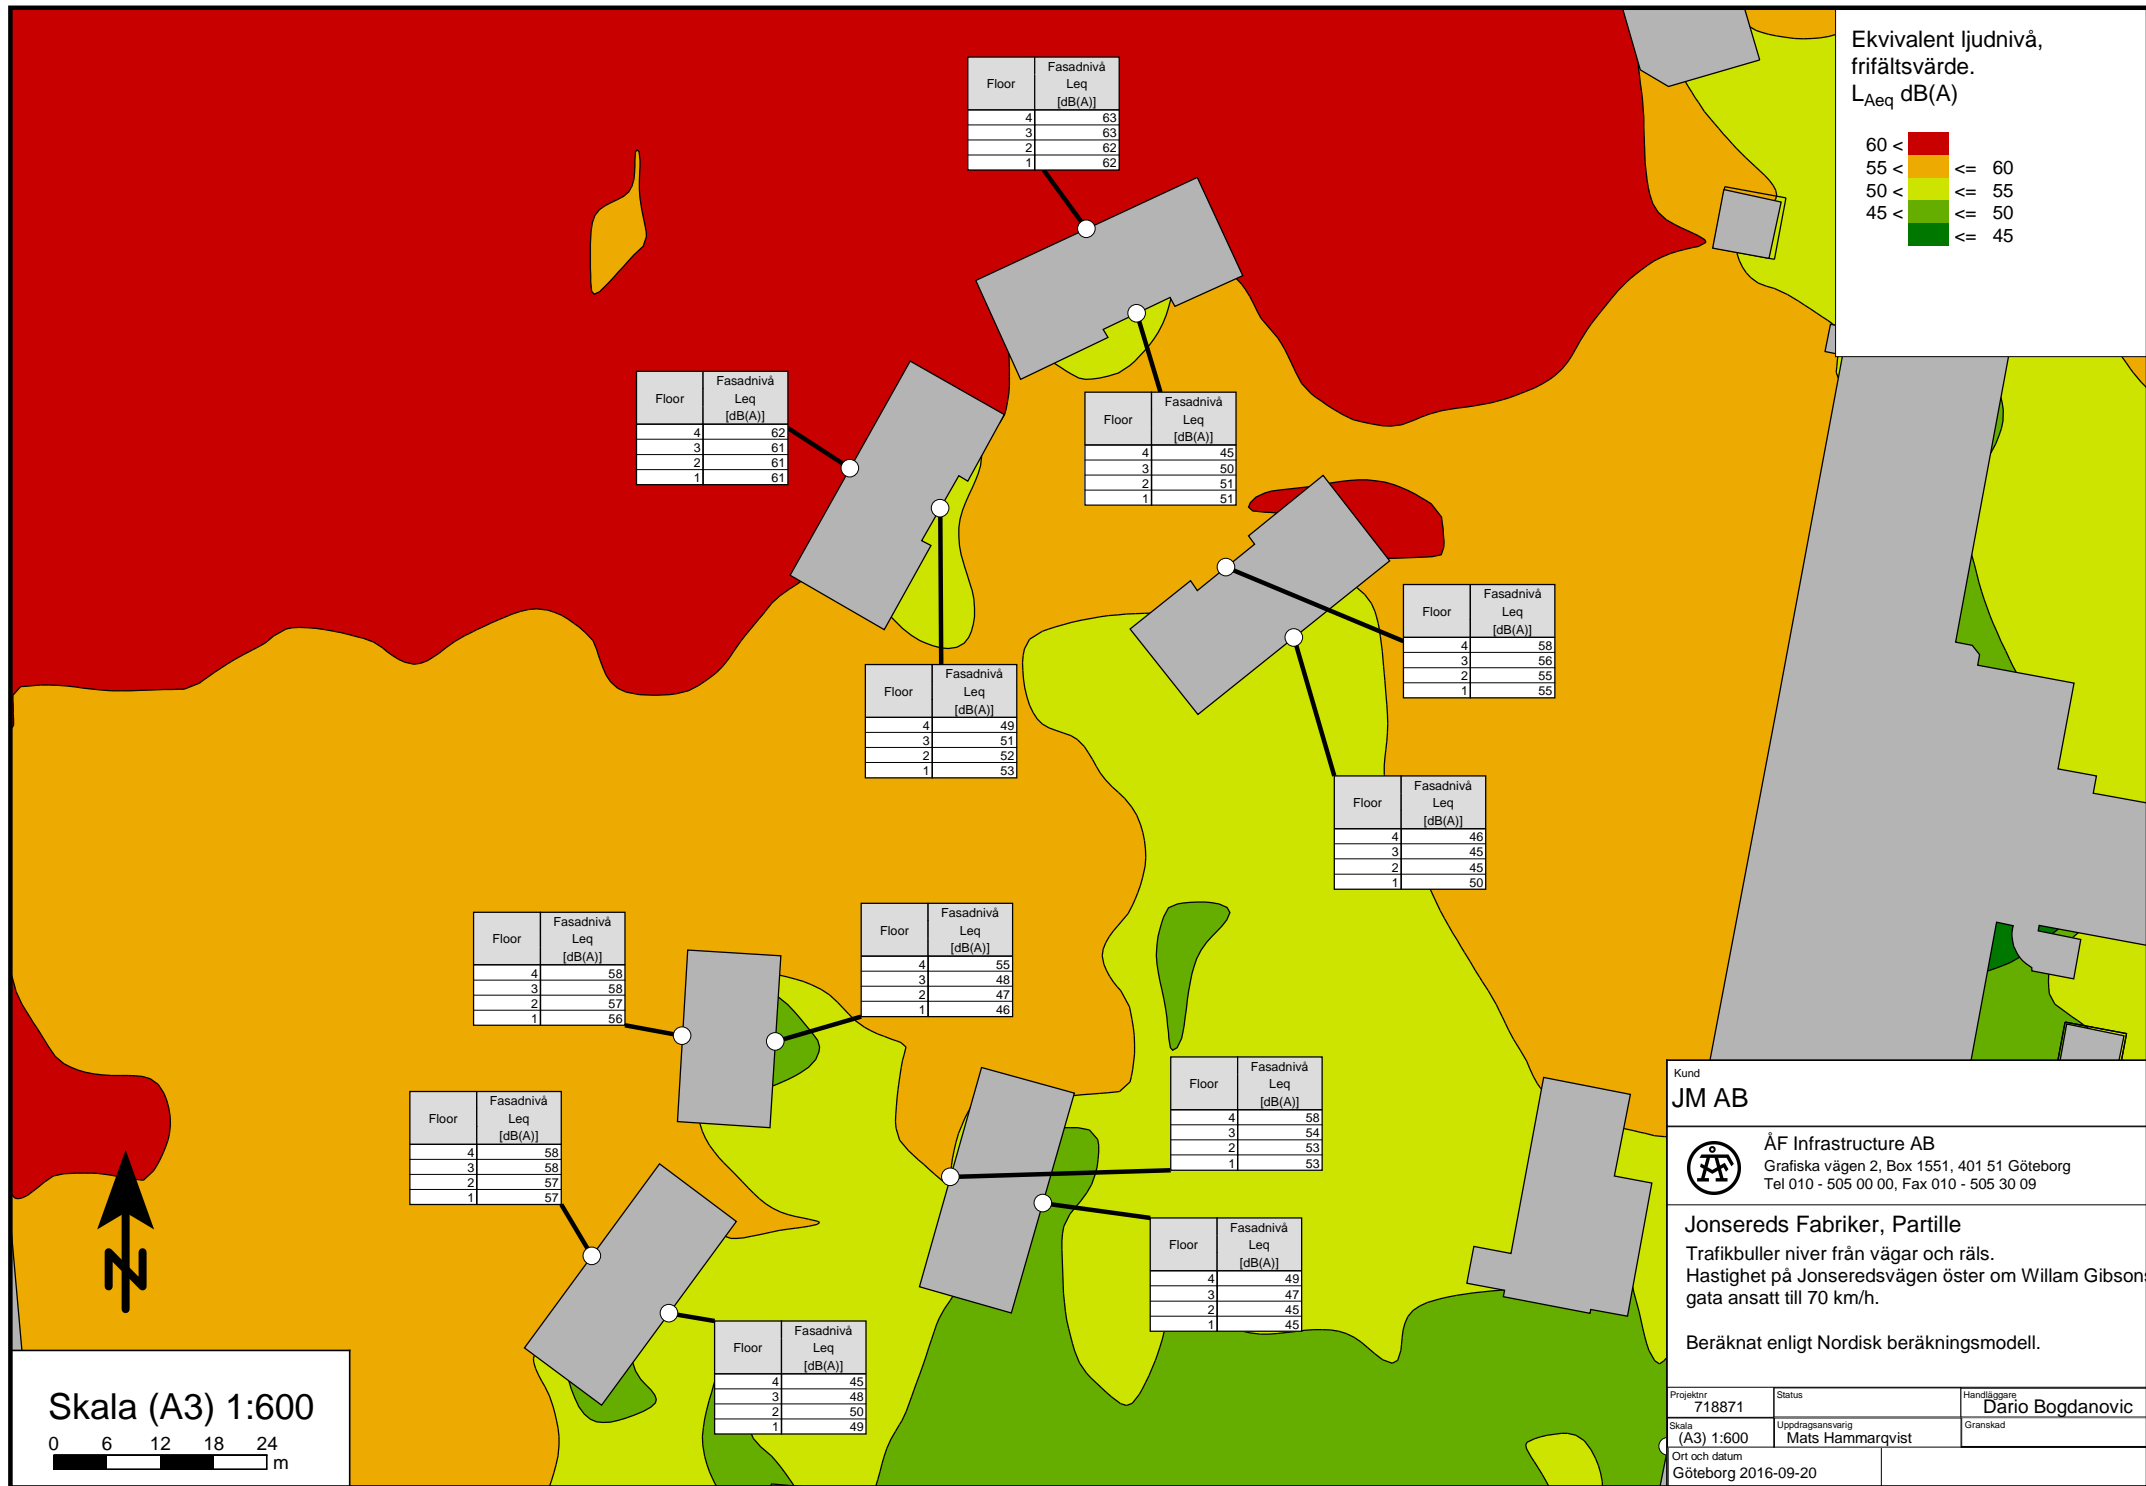 Ekvivalent ljudnivå,
frifältsvärde.
LAeq dB(A)
60 <
55 < <= 60
50 < <= 55
45 < <= 50
<= 45
Floor Fasadnivå Leq [dB(A)]
4 63
3 63
2 62
1 62
Floor Fasadnivå Leq [dB(A)]
4 62
3 61
2 61
1 61
Floor Fasadnivå Leq [dB(A)]
4 45
3 50
2 51
1 51
Floor Fasadnivå Leq [dB(A)]
4 58
3 56
2 55
1 55
Floor Fasadnivå Leq [dB(A)]
4 49
3 51
2 52
1 53
Floor Fasadnivå Leq [dB(A)]
4 46
3 45
2 45
1 50
Floor Fasadnivå Leq [dB(A)]
4 58
3 58
2 57
1 56
Floor Fasadnivå Leq [dB(A)]
4 55
3 48
2 47
1 46
Floor Fasadnivå Leq [dB(A)]
4 58
3 54
2 53
1 53
Floor Fasadnivå Leq [dB(A)]
4 58
3 58
2 57
1 57
Floor Fasadnivå Leq [dB(A)]
4 49
3 47
2 45
1 45
Floor Fasadnivå Leq [dB(A)]
4 45
3 48
2 50
1 49
N
Skala (A3) 1:600
0 6 12 18 24
m
Kund
JM AB
ÅF
ÅF Infrastructure AB
Grafiska vägen 2, Box 1551, 401 51 Göteborg
Tel 010 - 505 00 00, Fax 010 - 505 30 09
Jonsereds Fabriker, Partille
Trafikbuller niver från vägar och räls.
Hastighet på Jonseredsvägen öster om Willam Gibsons
gata ansatt till 70 km/h.
Beräknat enligt Nordisk beräkningsmodell.
Projektnr
718871
Status
Handläggare
Dario Bogdanovic
Skala
(A3) 1:600
Uppdragsansvarig
Mats Hammarqvist
Granskad
Ort och datum
Göteborg 2016-09-20